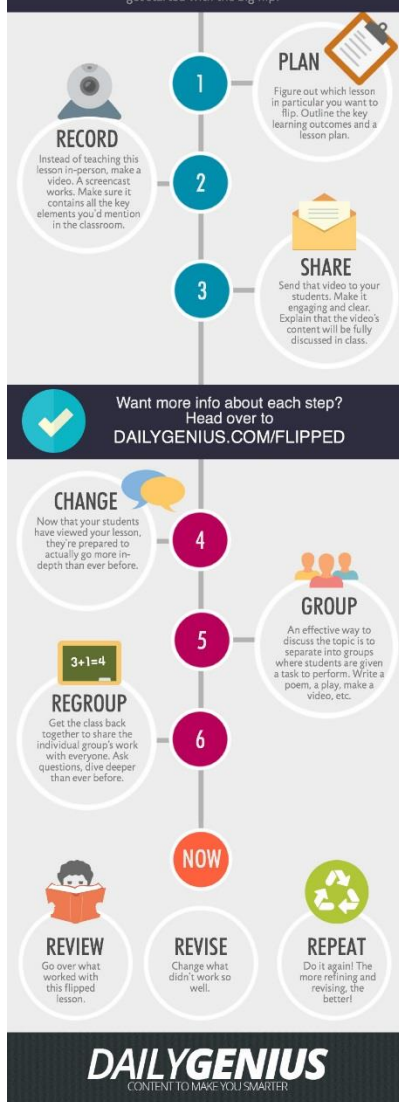 get started with the big flip!
1
PLAN
Figure out which lesson
in particular you want to
flip. Outline the key
learning outcomes and a
lesson plan.
RECORD
Instead of teaching this
lesson in-person, make a
video. A screencast
works. Make sure it
contains all the key
elements you'd mention
in the classroom.
2
3
SHARE
Send that video to your
students. Make it
engaging and clear.
Explain that the video's
content will be fully
discussed in class.
Want more info about each step?
Head over to
DAILYGENIUS.COM/FLIPPED
CHANGE
Now that your students
have viewed your lesson,
they're prepared to
actually go more in-
depth than ever before.
4
5
GROUP
An effective way to
discuss the topic is to
separate into groups
where students are given
a task to perform. Write a
poem, a play, make a
video, etc.
3+1=4
REGROUP
Get the class back
together to share the
individual group's work
with everyone. Ask
questions, dive deeper
than ever before.
6
NOW
REVIEW
Go over what
worked with
this flipped
lesson.
REVISE
Change what
didn't work so
well.
REPEAT
Do it again! The
more refining and
revising, the
better!
DAILYGENIUS
CONTENT TO MAKE YOU SMARTER